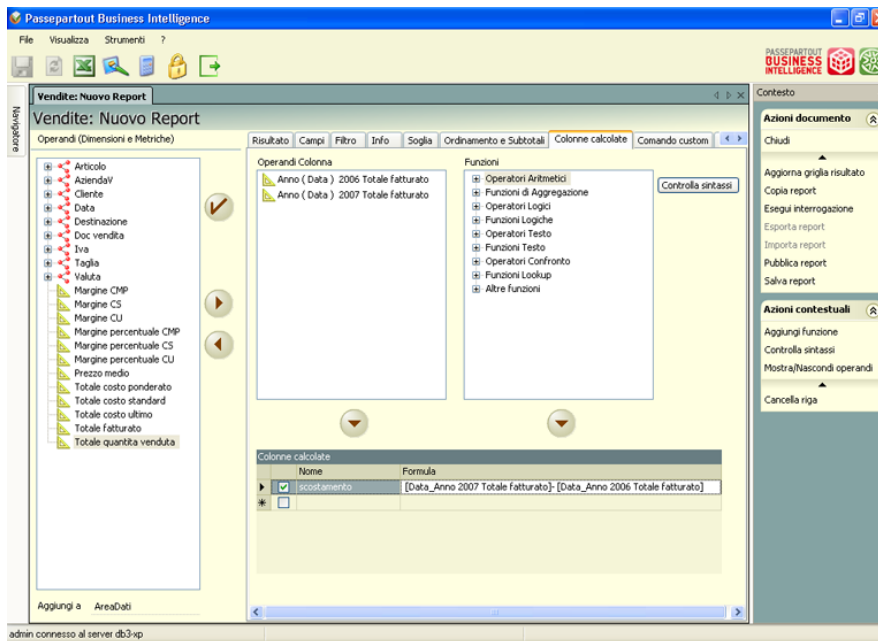 Passepartout Business Intelligence
File Visualizza Strumenti ?
PASSEPARTOUT
BUSINESS
INTELLIGENCE
Navigatore
Vendite: Nuovo Report
Contesto
Vendite: Nuovo Report
Operandi (Dimensioni e Metriche)
Articolo
AziendaV
Cliente
Data
Destinazione
Doc vendita
Iva
Taglia
Valuta
Margine CMP
Margine CS
Margine CU
Margine percentuale CMP
Margine percentuale CS
Margine percentuale CU
Prezzo medio
Totale costo ponderato
Totale costo standard
Totale costo ultimo
Totale fatturato
Totale quantita venduta
Aggiungi a AreaDati
Risultato Campi Filtro Info Soglia Ordinamento e Subtotali Colonne calcolate Comando custom
Operandi Colonna
Anno ( Data ) 2006 Totale fatturato
Anno ( Data ) 2007 Totale fatturato
Funzioni
Operatori Aritmetici
Funzioni di Aggregazione
Operatori Logici
Funzioni Logiche
Operatori Testo
Funzioni Testo
Operatori Confronto
Funzioni Lookup
Altre funzioni
Controlla sintassi
Colonne calcolate
Nome Formula
scostamento [Data_Anno 2007 Totale fatturato]- [Data_Anno 2006 Totale fatturato]
Azioni documento
Chiudi
Aggiorna griglia risultato
Copia report
Esegui interrogazione
Esporta report
Importa report
Pubblica report
Salva report
Azioni contestuali
Aggiungi funzione
Controlla sintassi
Mostra/Nascondi operandi
Cancella riga
admin connesso al server db3-xp